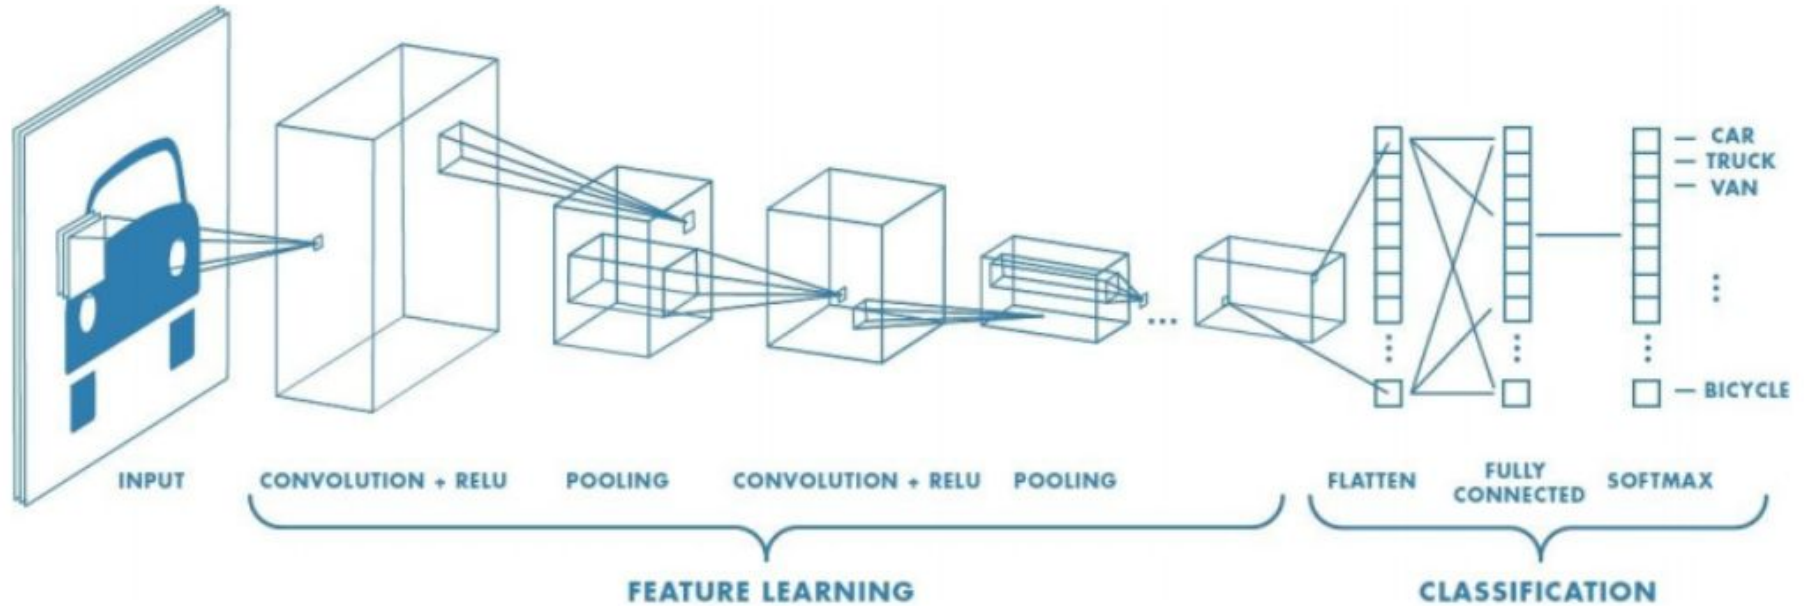 CAR
TRUCK
VAN
BICYCLE
INPUT
CONVOLUTION + RELU
POOLING
CONVOLUTION + RELU
POOLING
FLATTEN
FULLY
CONNECTED
SOFTMAX
FEATURE LEARNING
CLASSIFICATION